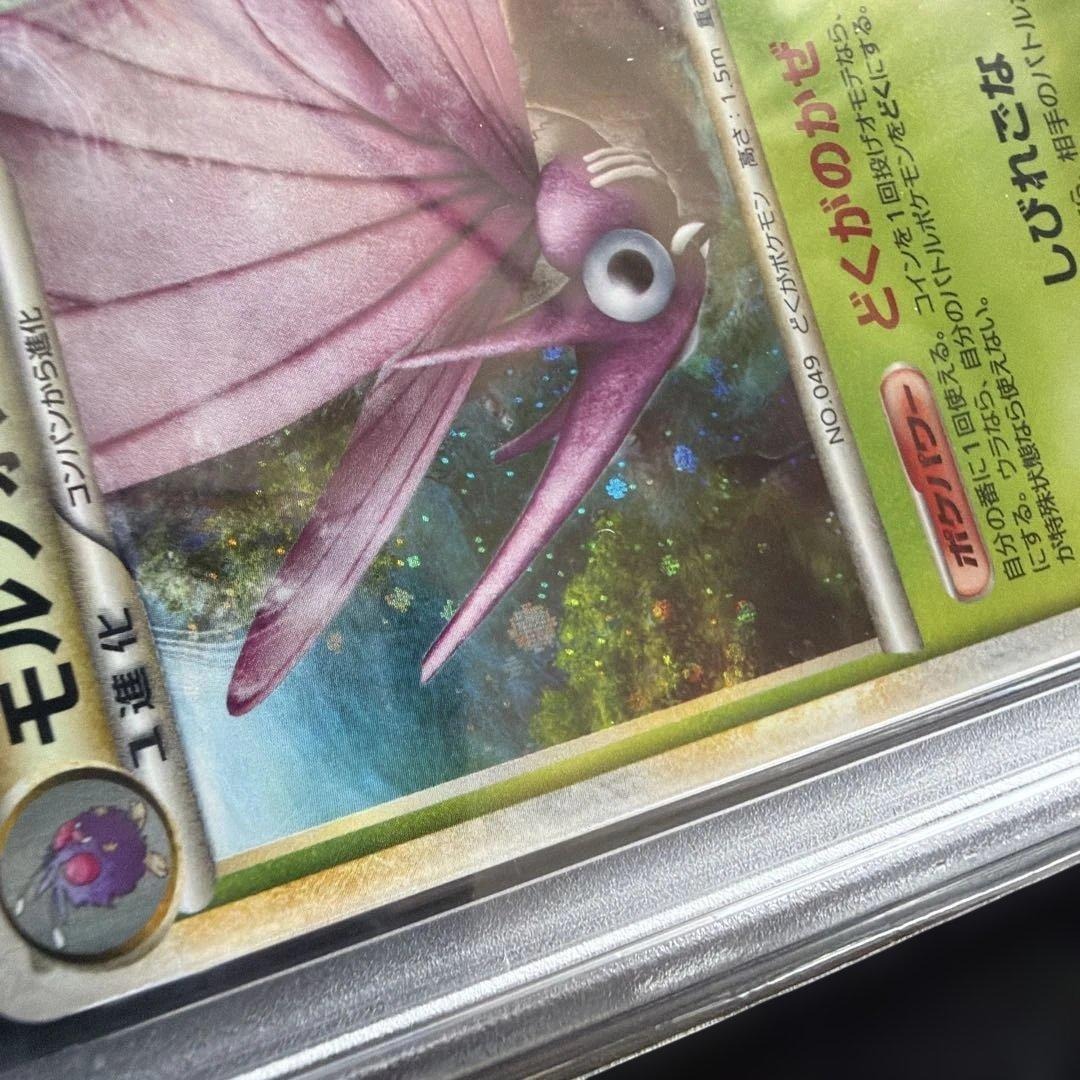 モルフォン
1進化
コンパンから進化
NO.049 どくがポケモン 高さ：1.5m 重さ
ポケパワー
どくがのかぜ
自分の番に1回使える。コインを1回投げオモテなら、
にする。ウラなら、自分のバトルポケモンをどくにする。
が特殊状態なら使えない。
しびれごな
相手のバトル